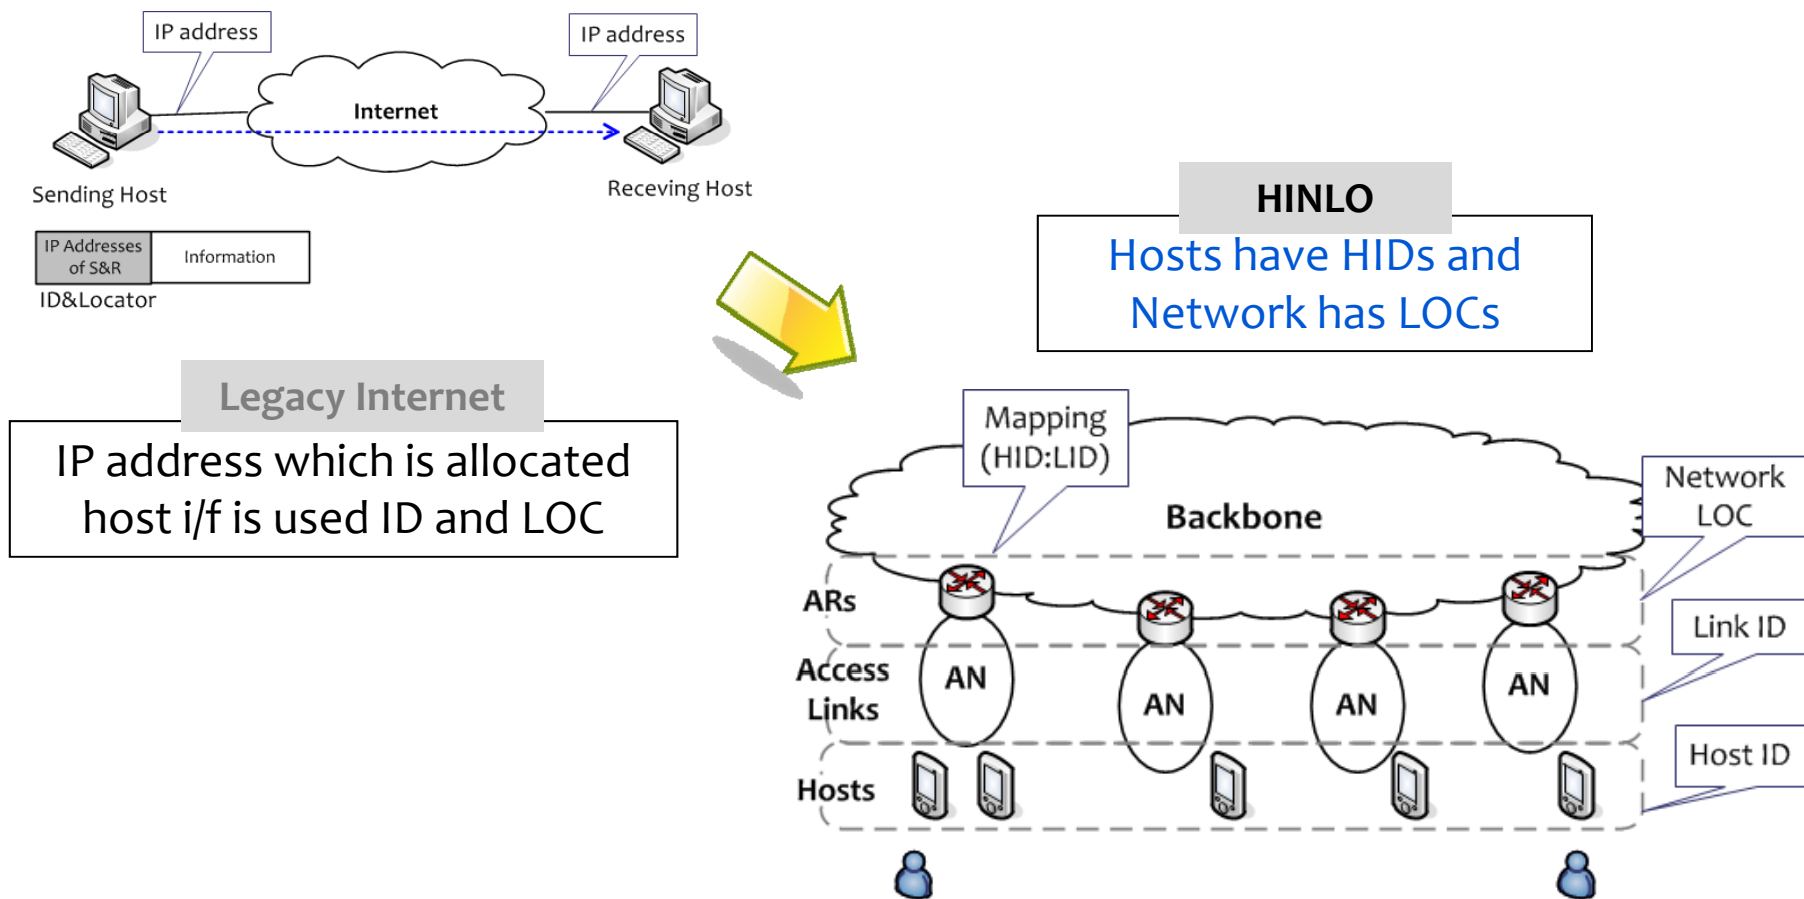 IP address
IP address
Internet
Sending Host
Receving Host
IP Addresses
of S&R
Information
ID&Locator
Legacy Internet
IP address which is allocated
host i/f is used ID and LOC
HINLO
Hosts have HIDs and
Network has LOCs
Mapping
(HID:LID)
Backbone
Network
LOC
ARs
Link ID
Access
Links
AN
AN
AN
AN
Host ID
Hosts